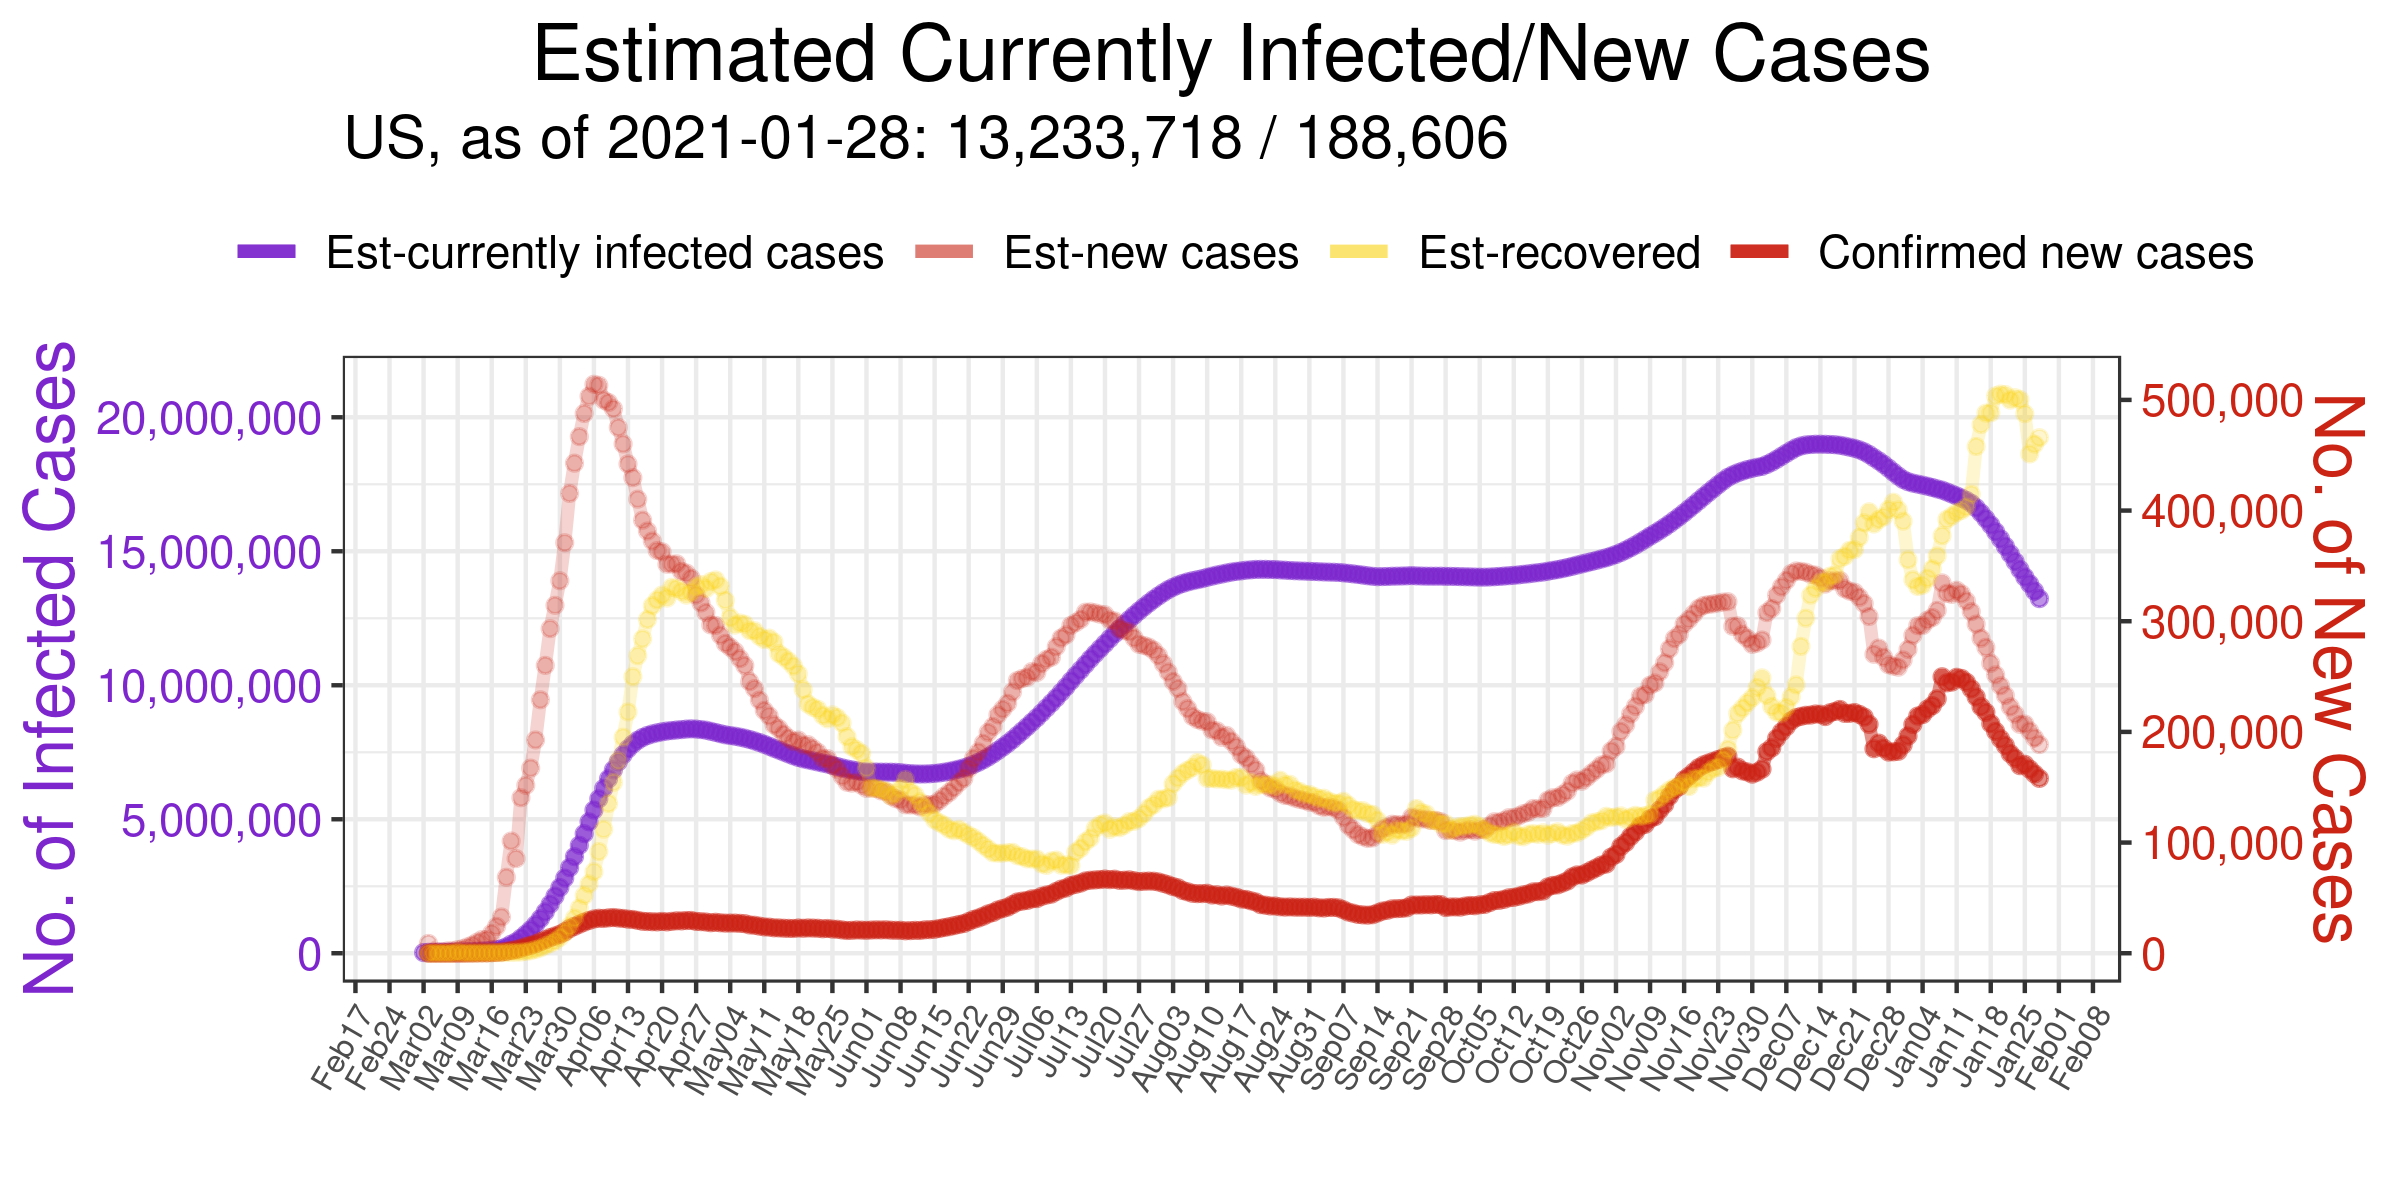 Estimated Currently Infected/New Cases
US, as of 2021-01-28: 13,233,718 / 188,606
Est-currently infected cases Est-new cases Est-recovered Confirmed new cases
No. of Infected Cases
20,000,000
15,000,000
10,000,000
5,000,000
0
500,000
400,000
300,000
200,000
100,000
0
No. of New Cases
Feb17 Feb24 Mar02 Mar09 Mar16 Mar23 Mar30 Apr06 Apr13 Apr20 Apr27 May04 May11 May18 May25 Jun01 Jun08 Jun15 Jun22 Jun29 Jul06 Jul13 Jul20 Jul27 Aug03 Aug10 Aug17 Aug24 Aug31 Sep07 Sep14 Sep21 Sep28 Oct05 Oct12 Oct19 Oct26 Nov02 Nov09 Nov16 Nov23 Nov30 Dec07 Dec14 Dec21 Dec28 Jan04 Jan11 Jan18 Jan25 Feb01 Feb08